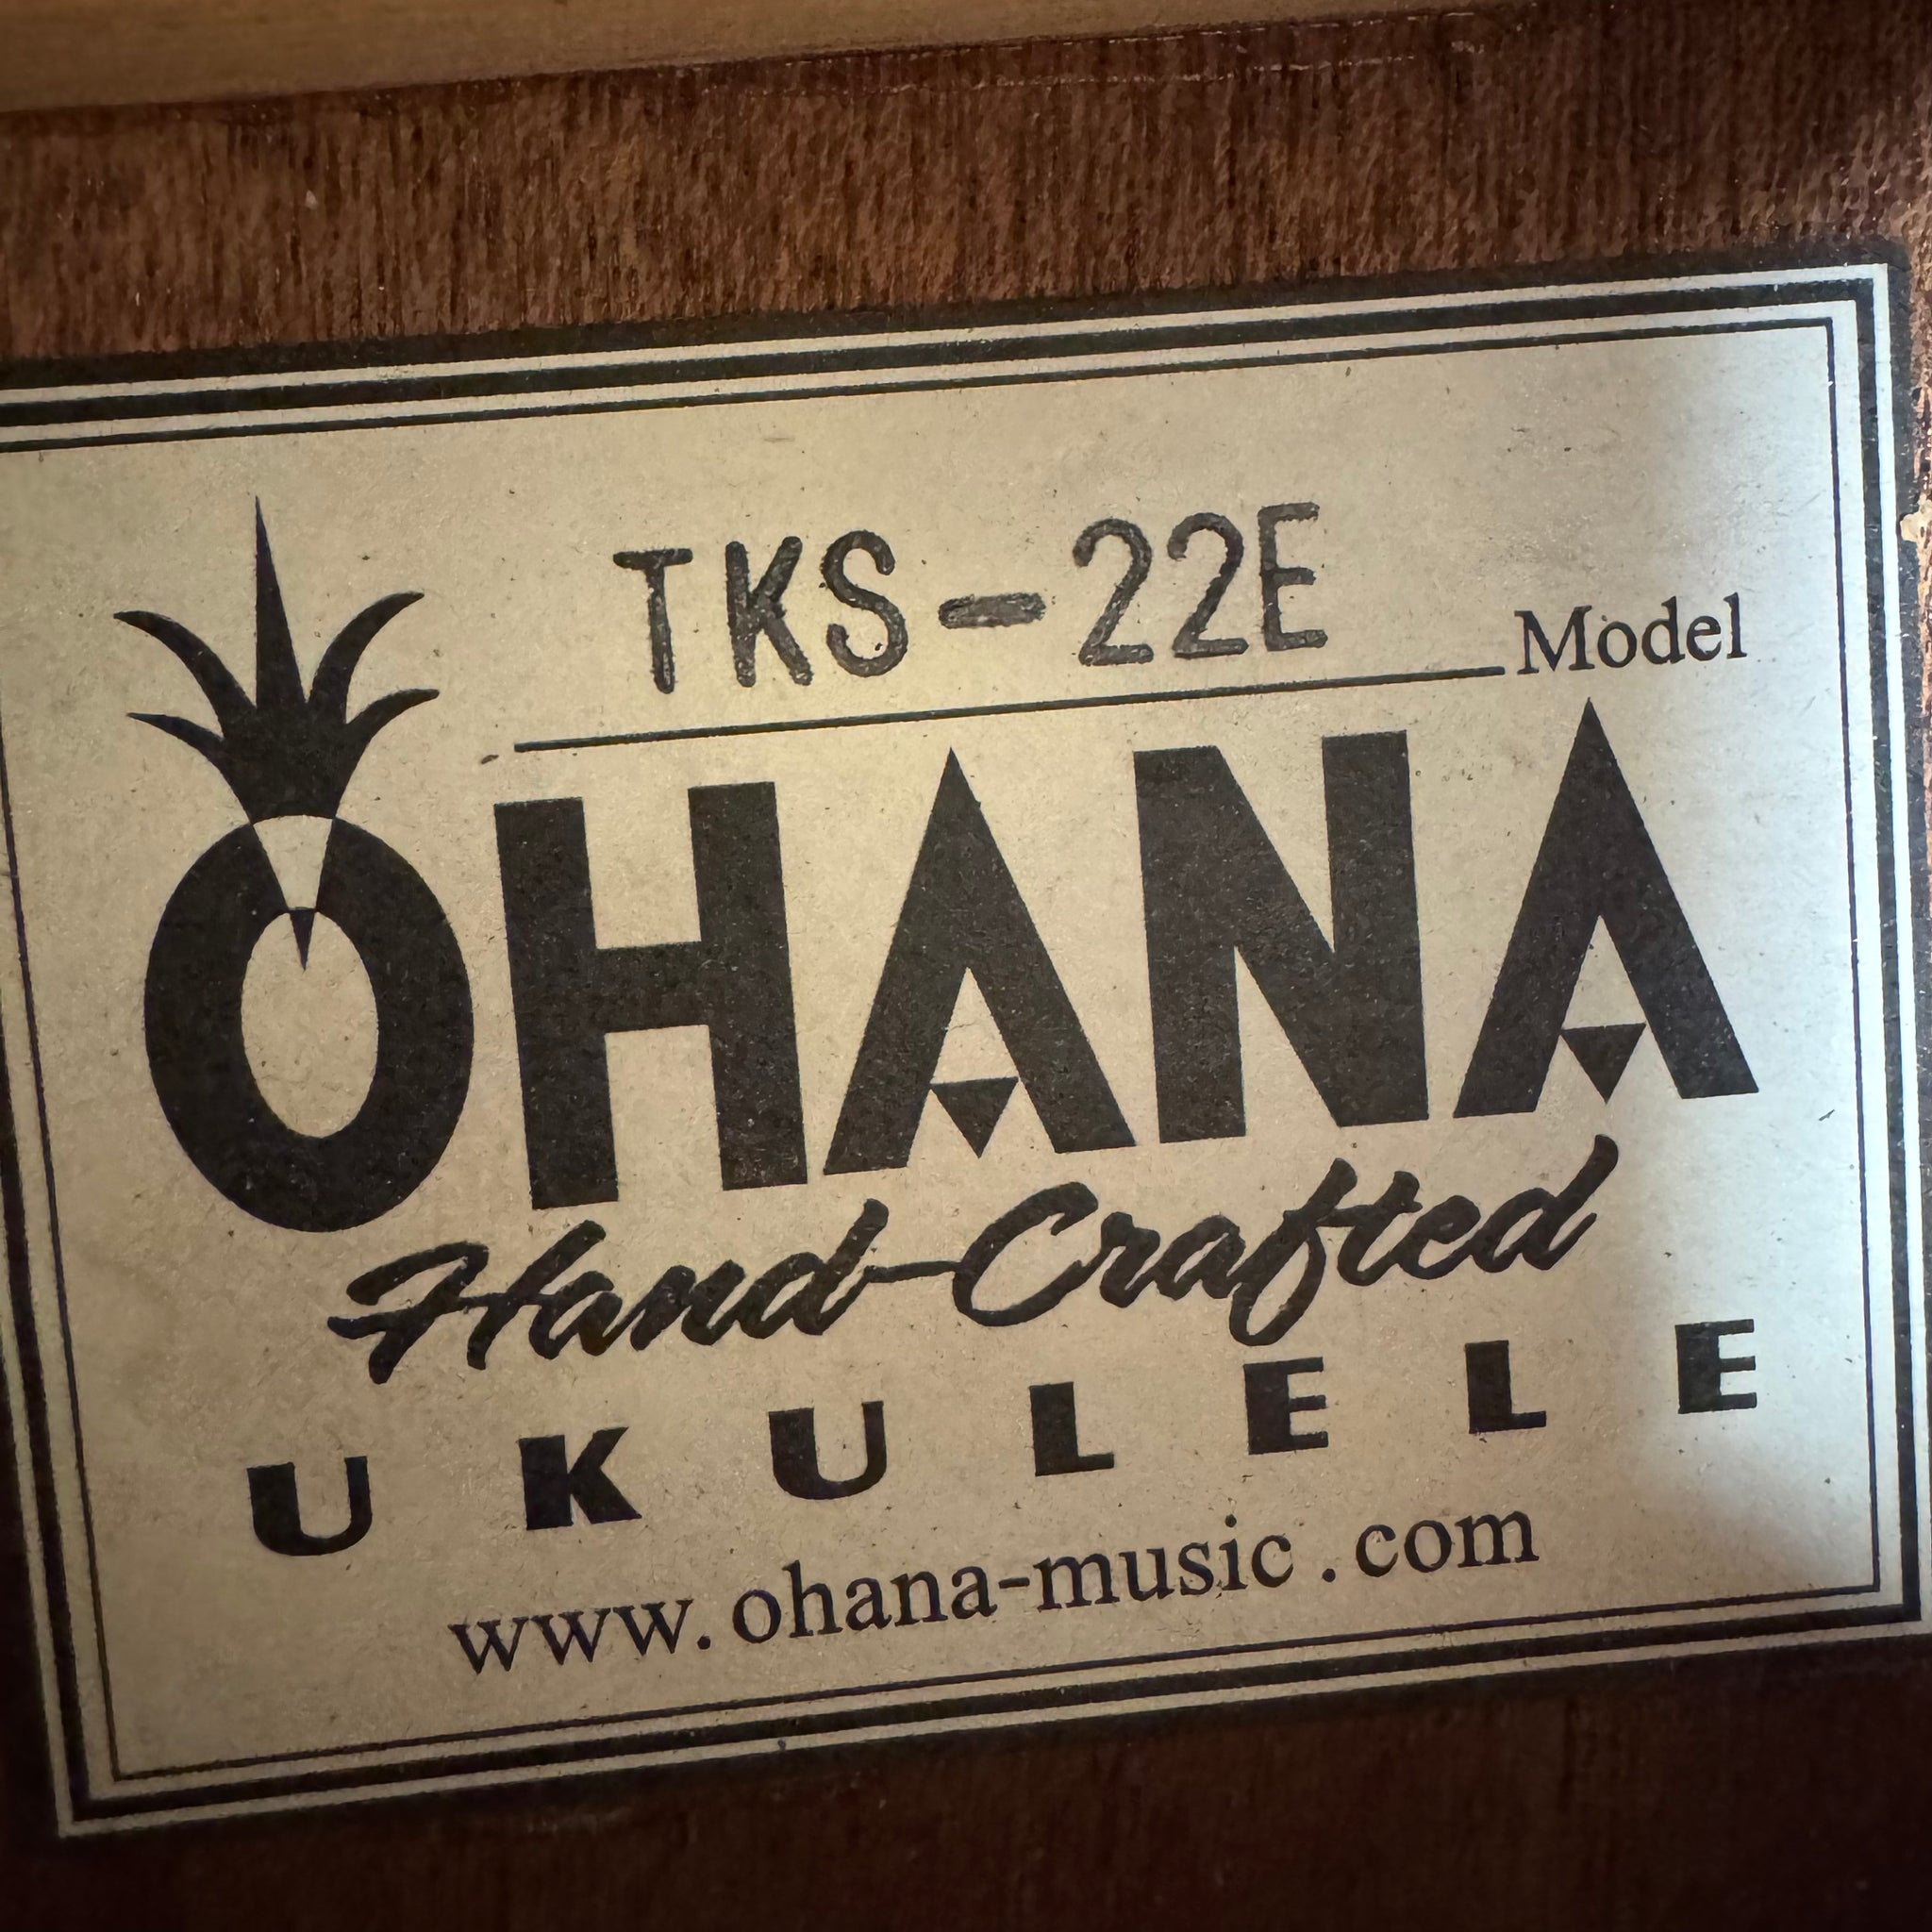 TKS-22E Model
OHANA
Hand-Crafted
UKULELE
www.ohana-music.com